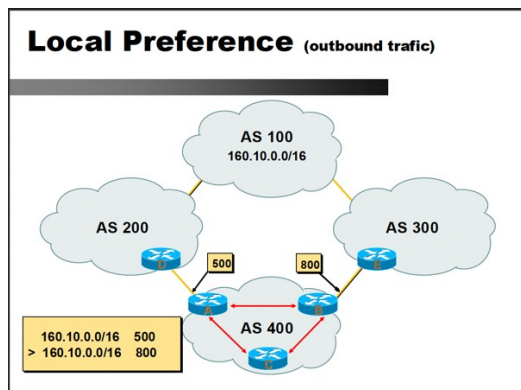 Local Preference (outbound trafic)
AS 100
160.10.0.0/16
AS 200
AS 300
D
500
800
E
A
B
AS 400
C
160.10.0.0/16 500
> 160.10.0.0/16 800